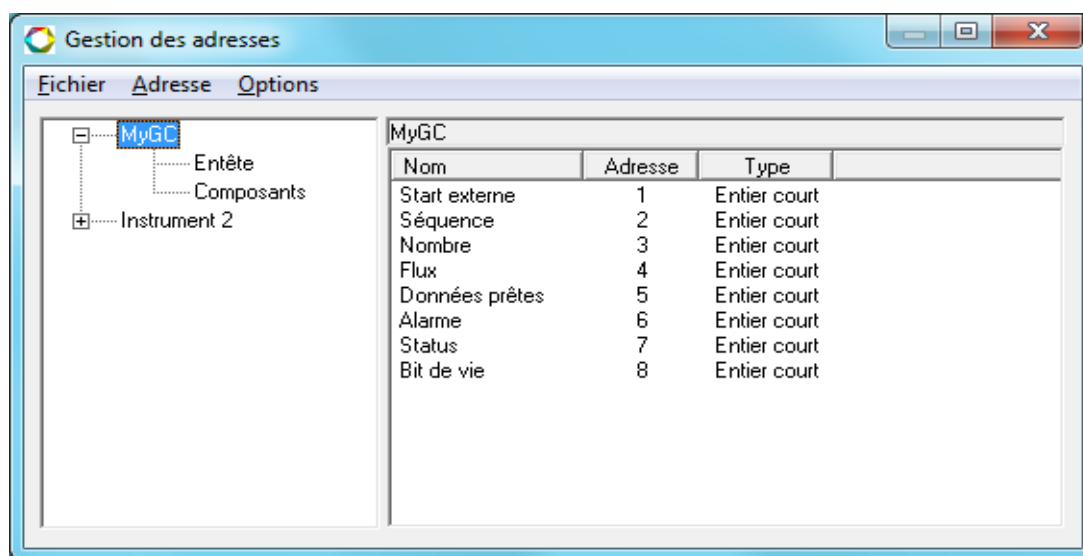 Gestion des adresses
Fichier Adresse Options
MyGC
Entête
Composants
Instrument 2
MyGC
Nom Adresse Type
Start externe 1 Entier court
Séquence 2 Entier court
Nombre 3 Entier court
Flux 4 Entier court
Données prêtes 5 Entier court
Alarme 6 Entier court
Status 7 Entier court
Bit de vie 8 Entier court